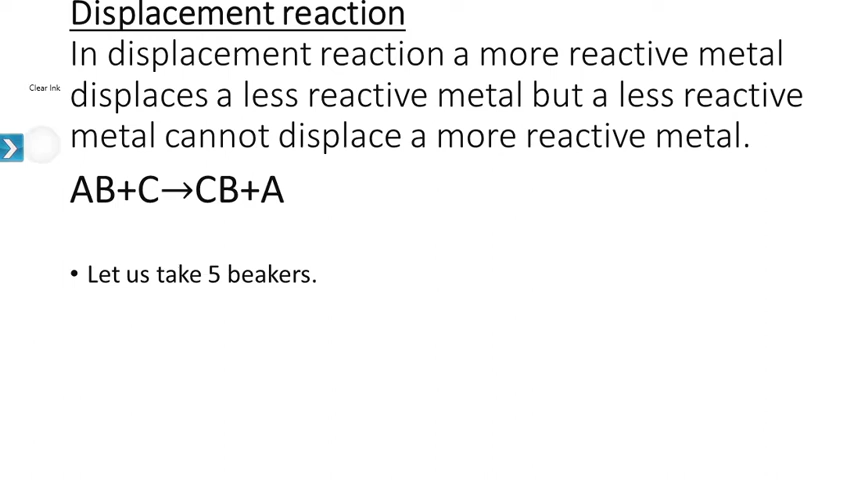 Displacement reaction
In displacement reaction a more reactive metal
Clear Ink
displaces a less reactive metal but a less reactive
metal cannot displace a more reactive metal.
AB+C→CB+A
• Let us take 5 beakers.